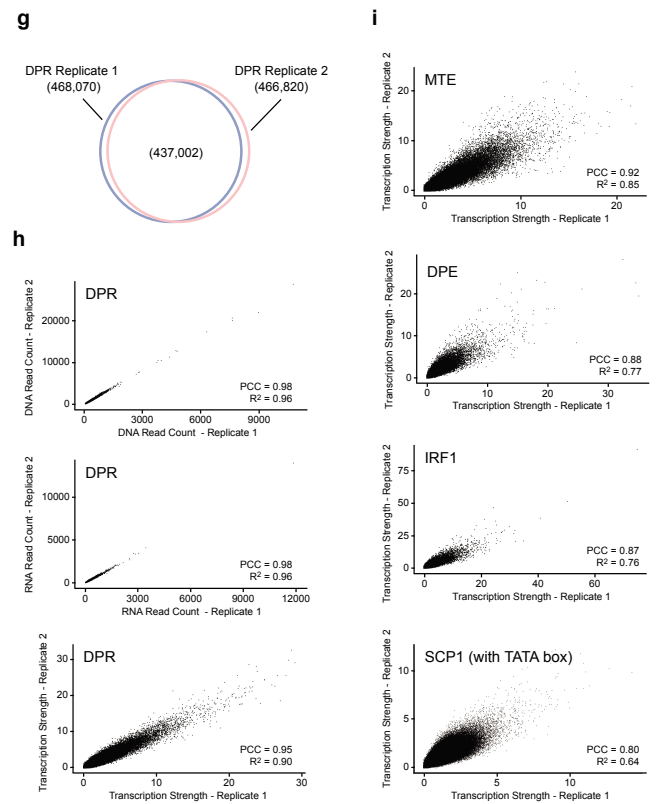 g
DPR Replicate 1
(468,070)
DPR Replicate 2
(466,820)
(437,002)
h
DPR
DNA Read Count - Replicate 2
20000
10000
0
PCC = 0.98
R² = 0.96
0 3000 6000 9000
DNA Read Count - Replicate 1
DPR
RNA Read Count - Replicate 2
10000
5000
0
PCC = 0.98
R² = 0.96
0 3000 6000 9000 12000
RNA Read Count - Replicate 1
DPR
Transcription Strength - Replicate 2
30
20
10
0
PCC = 0.95
R² = 0.90
0 10 20 30
Transcription Strength - Replicate 1
i
MTE
Transcription Strength - Replicate 2
20
10
0
PCC = 0.92
R² = 0.85
0 10 20
Transcription Strength - Replicate 1
DPE
Transcription Strength - Replicate 2
20
10
0
PCC = 0.88
R² = 0.77
0 10 20 30
Transcription Strength - Replicate 1
IRF1
Transcription Strength - Replicate 2
75
50
25
0
PCC = 0.87
R² = 0.76
0 20 40 60
Transcription Strength - Replicate 1
SCP1 (with TATA box)
Transcription Strength - Replicate 2
10
5
0
PCC = 0.80
R² = 0.64
0 5 10
Transcription Strength - Replicate 1